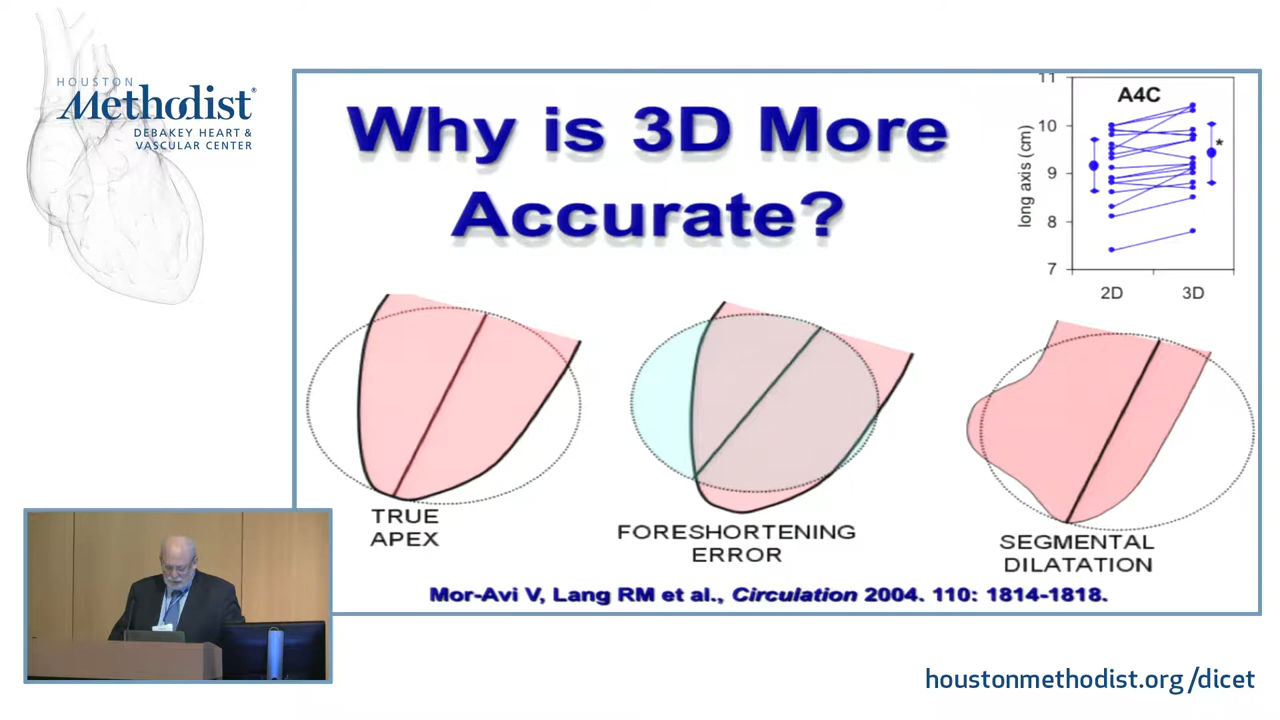 HOUSTON
Methodist®
DEBAKEY HEART &
VASCULAR CENTER
Why is 3D More
Accurate?
A4C
long axis (cm)
11
10
9
8
7
*
2D 3D
TRUE
APEX
FORESHORTENING
ERROR
SEGMENTAL
DILATATION
Mor-Avi V, Lang RM et al., Circulation 2004. 110: 1814-1818.
houstonmethodist.org/dicet